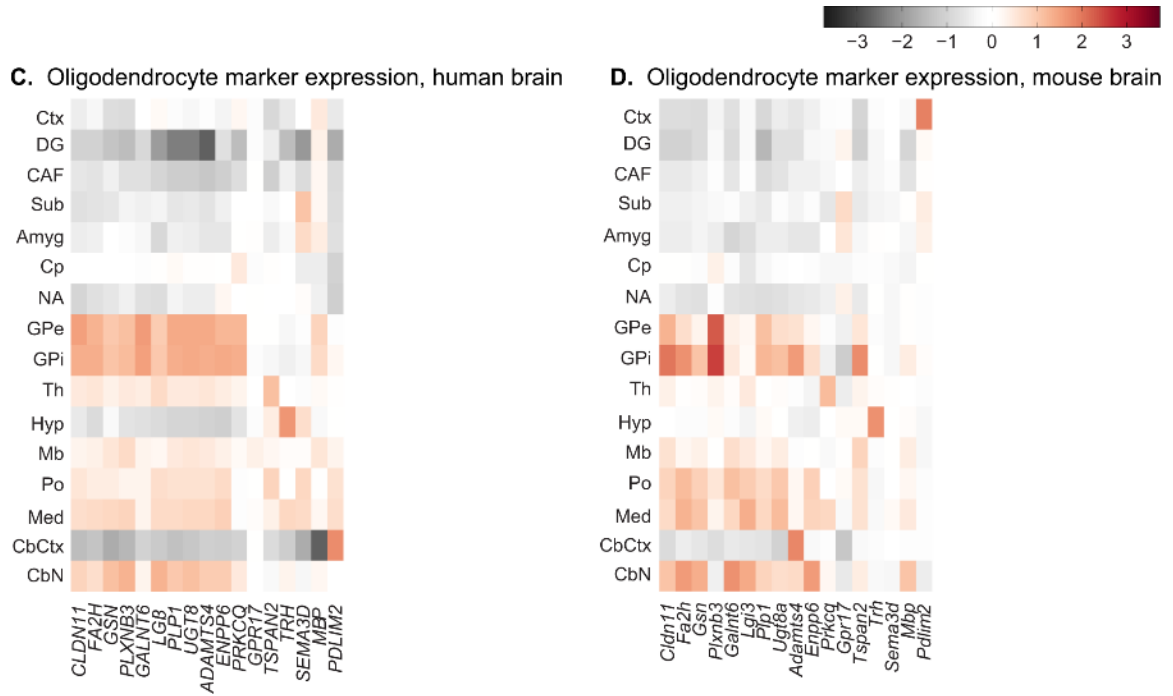 −3 −2 −1 0 1 2 3
C. Oligodendrocyte marker expression, human brain
Ctx
DG
CAF
Sub
Amyg
Cp
NA
GPe
GPi
Th
Hyp
Mb
Po
Med
CbCtx
CbN
CLDN11
FA2H
GSN
PLXNB3
GALNT6
LGB
PLP1
UGT8
ADAMTS4
ENPP6
PRKCQ
GPR17
TSPAN2
TRH
SEMA3D
MBP
PDLIM2
D. Oligodendrocyte marker expression, mouse brain
Ctx
DG
CAF
Sub
Amyg
Cp
NA
GPe
GPi
Th
Hyp
Mb
Po
Med
CbCtx
CbN
Cldn11
Fa2h
Gsn
Plxnb3
Galnt6
Lgi3
Plp1
Ugt8a
Adamts4
Enpp6
Prkcq
Gpr17
Tspan2
Trh
Sema3d
Mbp
Pdlim2